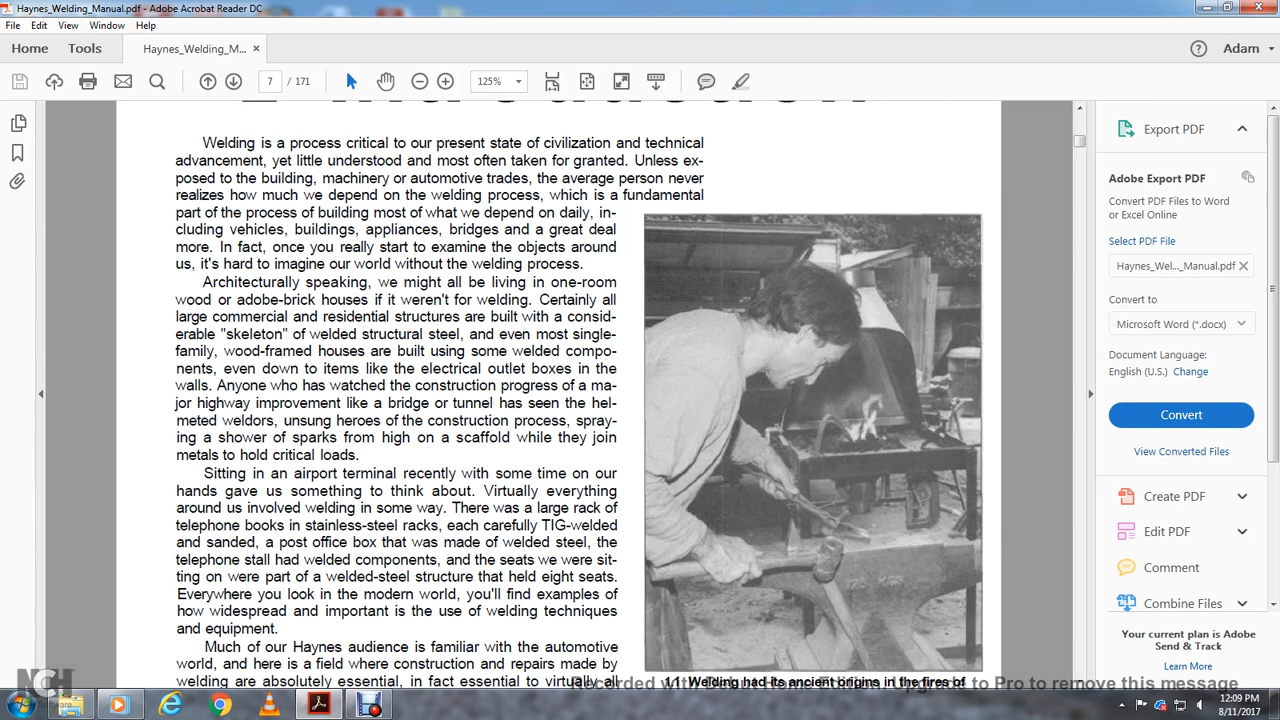 Haynes_Welding_Manual.pdf - Adobe Acrobat Reader DC
File Edit View Window Help
Home Tools Haynes_Welding_M... × Adam
7 / 171 125%
Welding is a process critical to our present state of civilization and technical
advancement, yet little understood and most often taken for granted. Unless ex-
posed to the building, machinery or automotive trades, the average person never
realizes how much we depend on the welding process, which is a fundamental
part of the process of building most of what we depend on daily, in-
cluding vehicles, buildings, appliances, bridges and a great deal
more. In fact, once you really start to examine the objects around
us, it's hard to imagine our world without the welding process.
Architecturally speaking, we might all be living in one-room
wood or adobe-brick houses if it weren't for welding. Certainly all
large commercial and residential structures are built with a consid-
erable "skeleton" of welded structural steel, and even most single-
family, wood-framed houses are built using some welded compo-
nents, even down to items like the electrical outlet boxes in the
walls. Anyone who has watched the construction progress of a ma-
jor highway improvement like a bridge or tunnel has seen the hel-
meted weldors, unsung heroes of the construction process, spray-
ing a shower of sparks from high on a scaffold while they join
metals to hold critical loads.
Sitting in an airport terminal recently with some time on our
hands gave us something to think about. Virtually everything
around us involved welding in some way. There was a large rack of
telephone books in stainless-steel racks, each carefully TIG-welded
and sanded, a post office box that was made of welded steel, the
telephone stall had welded components, and the seats we were sit-
ting on were part of a welded-steel structure that held eight seats.
Everywhere you look in the modern world, you'll find examples of
how widespread and important is the use of welding techniques
and equipment.
Much of our Haynes audience is familiar with the automotive
world, and here is a field where construction and repairs made by
welding are absolutely essential, in fact essential to virtually all
1.1 Welding had its ancient origins in the fires of
Export PDF
Adobe Export PDF
Convert PDF Files to Word
or Excel Online
Select PDF File
Haynes_Wel..._Manual.pdf ×
Convert to
Microsoft Word (*.docx)
Document Language:
English (U.S.) Change
Convert
View Converted Files
Create PDF
Edit PDF
Comment
Combine Files
Your current plan is Adobe
Send & Track
Learn More
NCH
Software
to Pro to remove this message
12:09 PM
8/11/2017